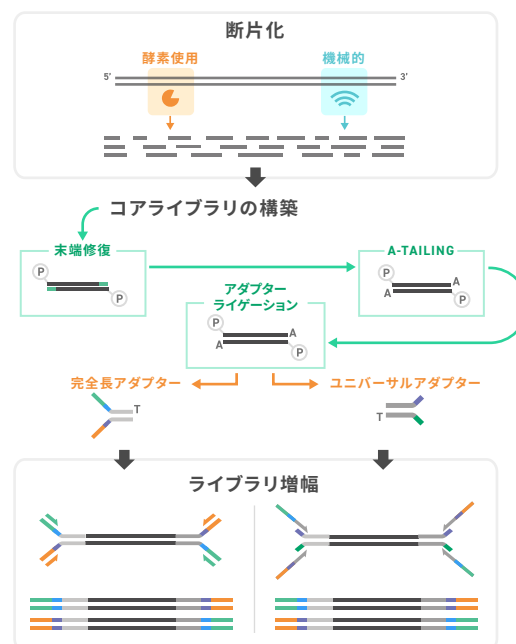 断片化
酵素使用
機械的
5'
3'
コアライブラリの構築
末端修復
P
P
A-TAILING
P
A
A
P
アダプター
ライゲーション
P
A
A
P
完全長アダプター
T
ユニバーサルアダプター
T
ライブラリ増幅